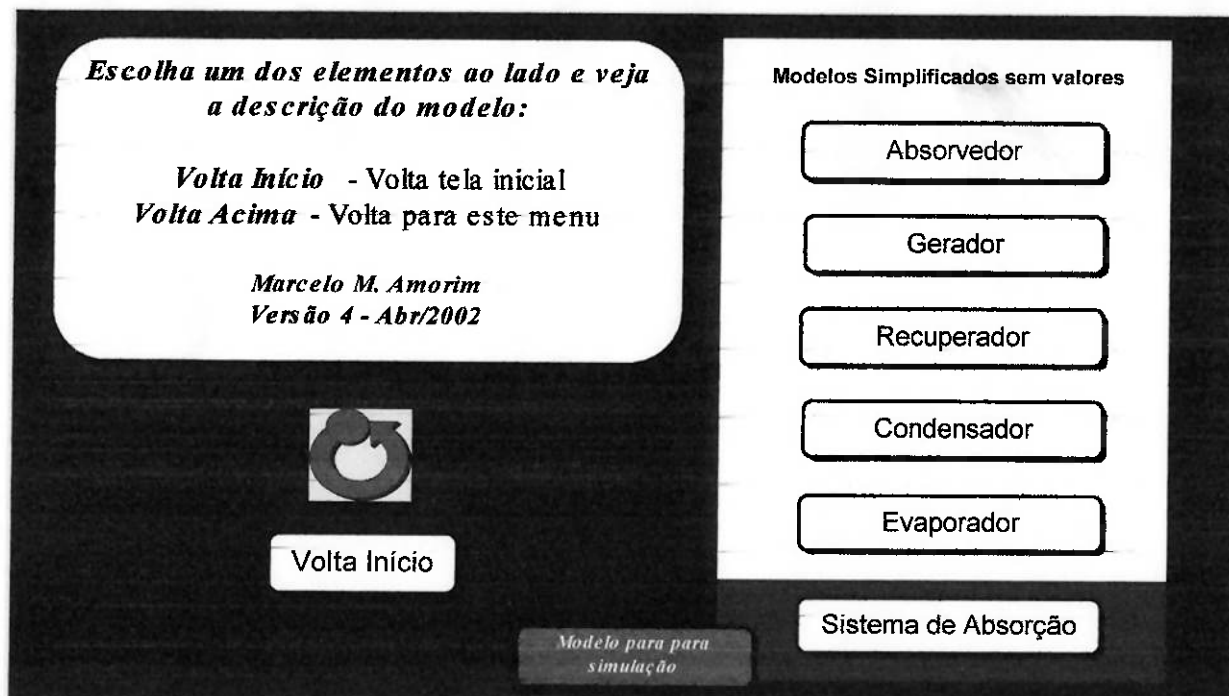 Escolha um dos elementos ao lado e veja
a descrição do modelo:
Volta Início - Volta tela inicial
Volta Acima - Volta para este menu
Marcelo M. Amorim
Versão 4 - Abr/2002
Volta Início
Modelo para para
simulação
Modelos Simplificados sem valores
Absorvedor
Gerador
Recuperador
Condensador
Evaporador
Sistema de Absorção